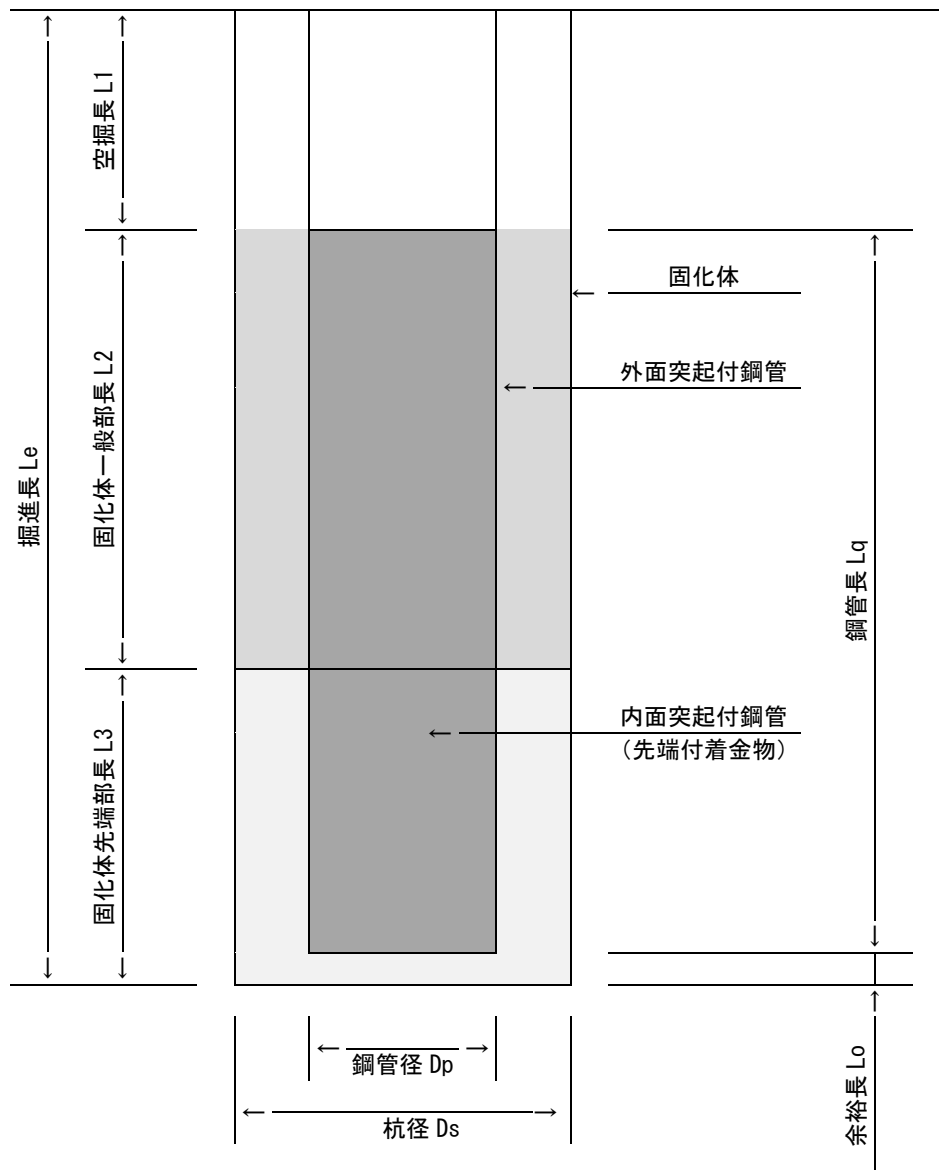 掘進長 Le
空掘長 L1
固化体一般部長 L2
固化体先端部長 L3
固化体
外面突起付鋼管
内面突起付鋼管
（先端付着金物）
鋼管長 Lq
余裕長 Lo
鋼管径 Dp
杭径 Ds